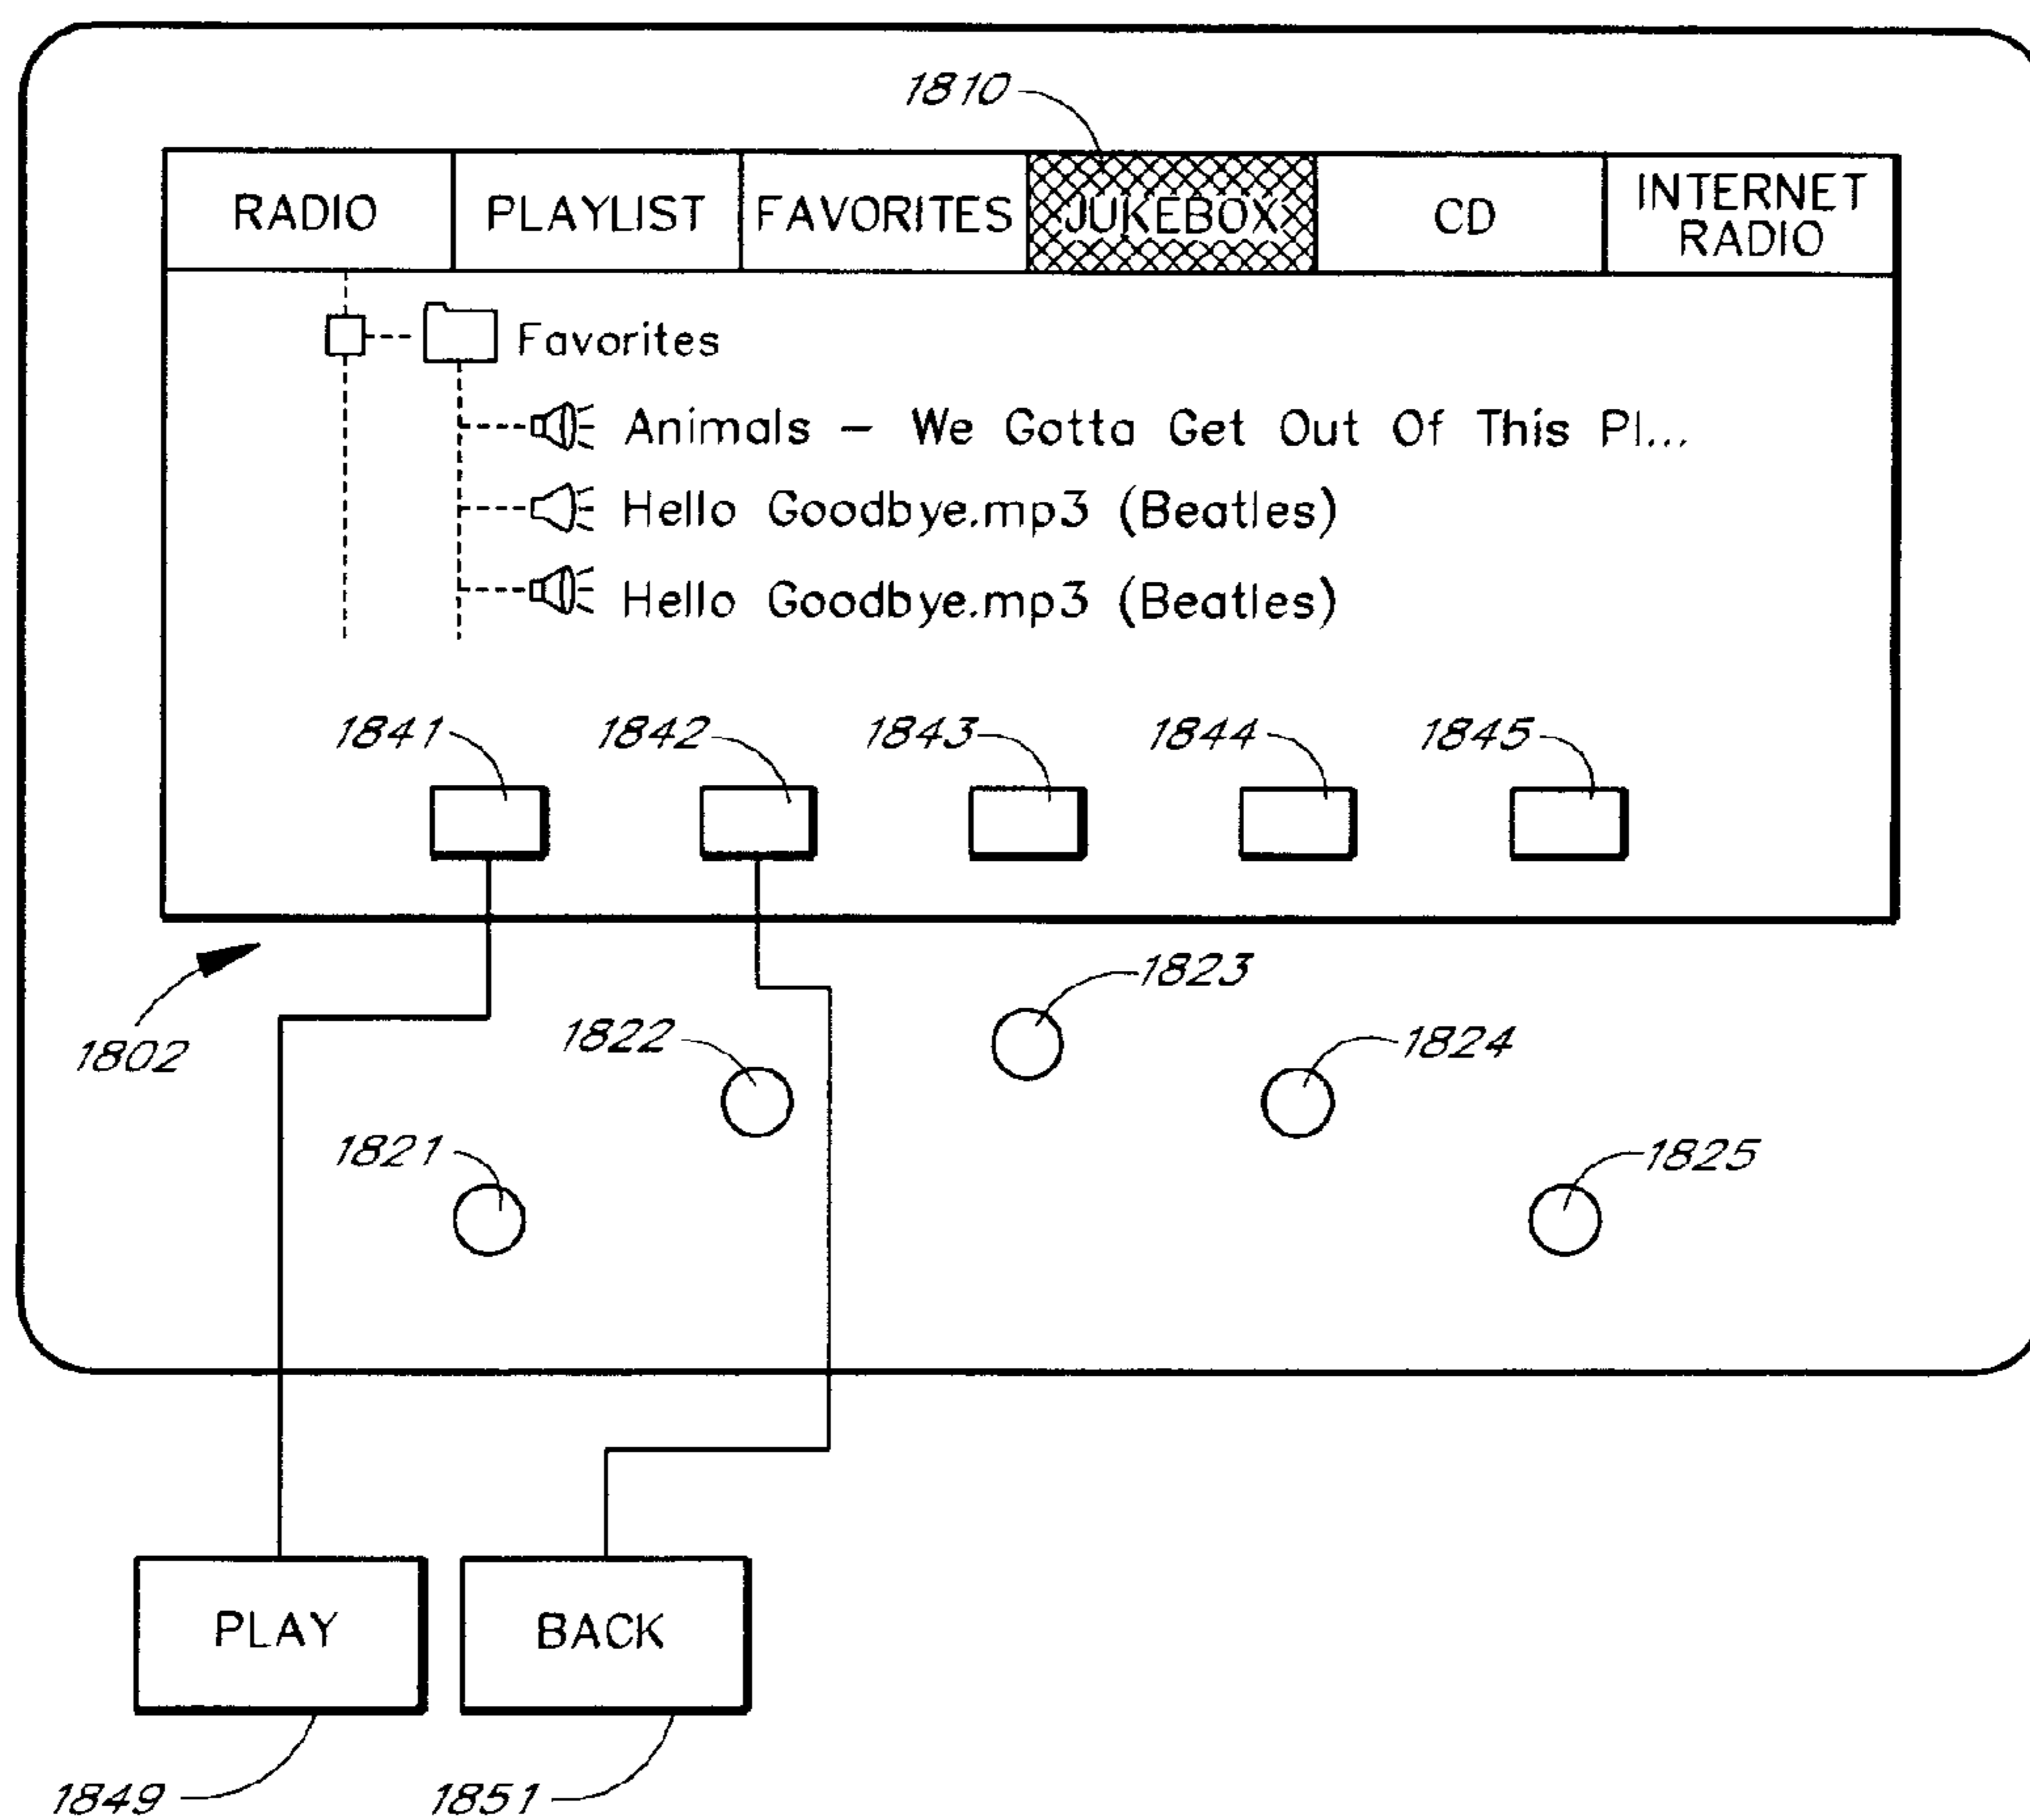 1810
RADIO PLAYLIST FAVORITES JUKEBOX CD INTERNET RADIO
Favorites
Animals – We Gotta Get Out Of This Pl...
Hello Goodbye.mp3 (Beatles)
Hello Goodbye.mp3 (Beatles)
1841 1842 1843 1844 1845
1802
1823
1822
1824
1821
1825
PLAY BACK
1849 1851